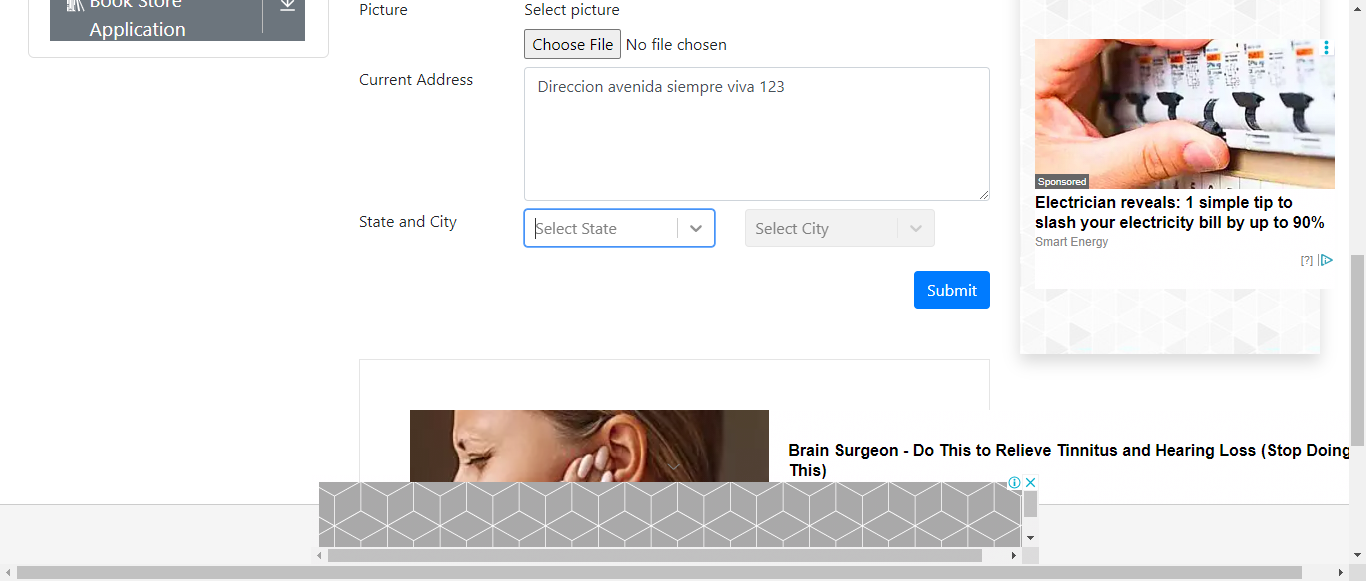 Book Store
Application
Picture
Select picture
Choose File No file chosen
Current Address
Direccion avenida siempre viva 123
State and City
Select State
Select City
Submit
Sponsored
Electrician reveals: 1 simple tip to
slash your electricity bill by up to 90%
Smart Energy
[?]
Brain Surgeon - Do This to Relieve Tinnitus and Hearing Loss (Stop Doing
This)